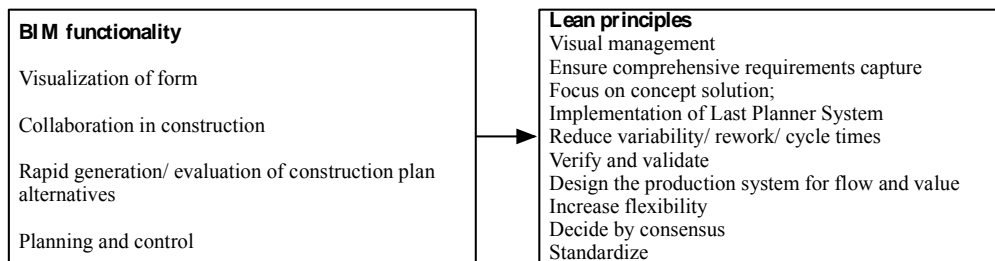 BIM functionality
Visualization of form
Collaboration in construction
Rapid generation/ evaluation of construction plan
alternatives
Planning and control
Lean principles
Visual management
Ensure comprehensive requirements capture
Focus on concept solution;
Implementation of Last Planner System
Reduce variability/ rework/ cycle times
Verify and validate
Design the production system for flow and value
Increase flexibility
Decide by consensus
Standardize